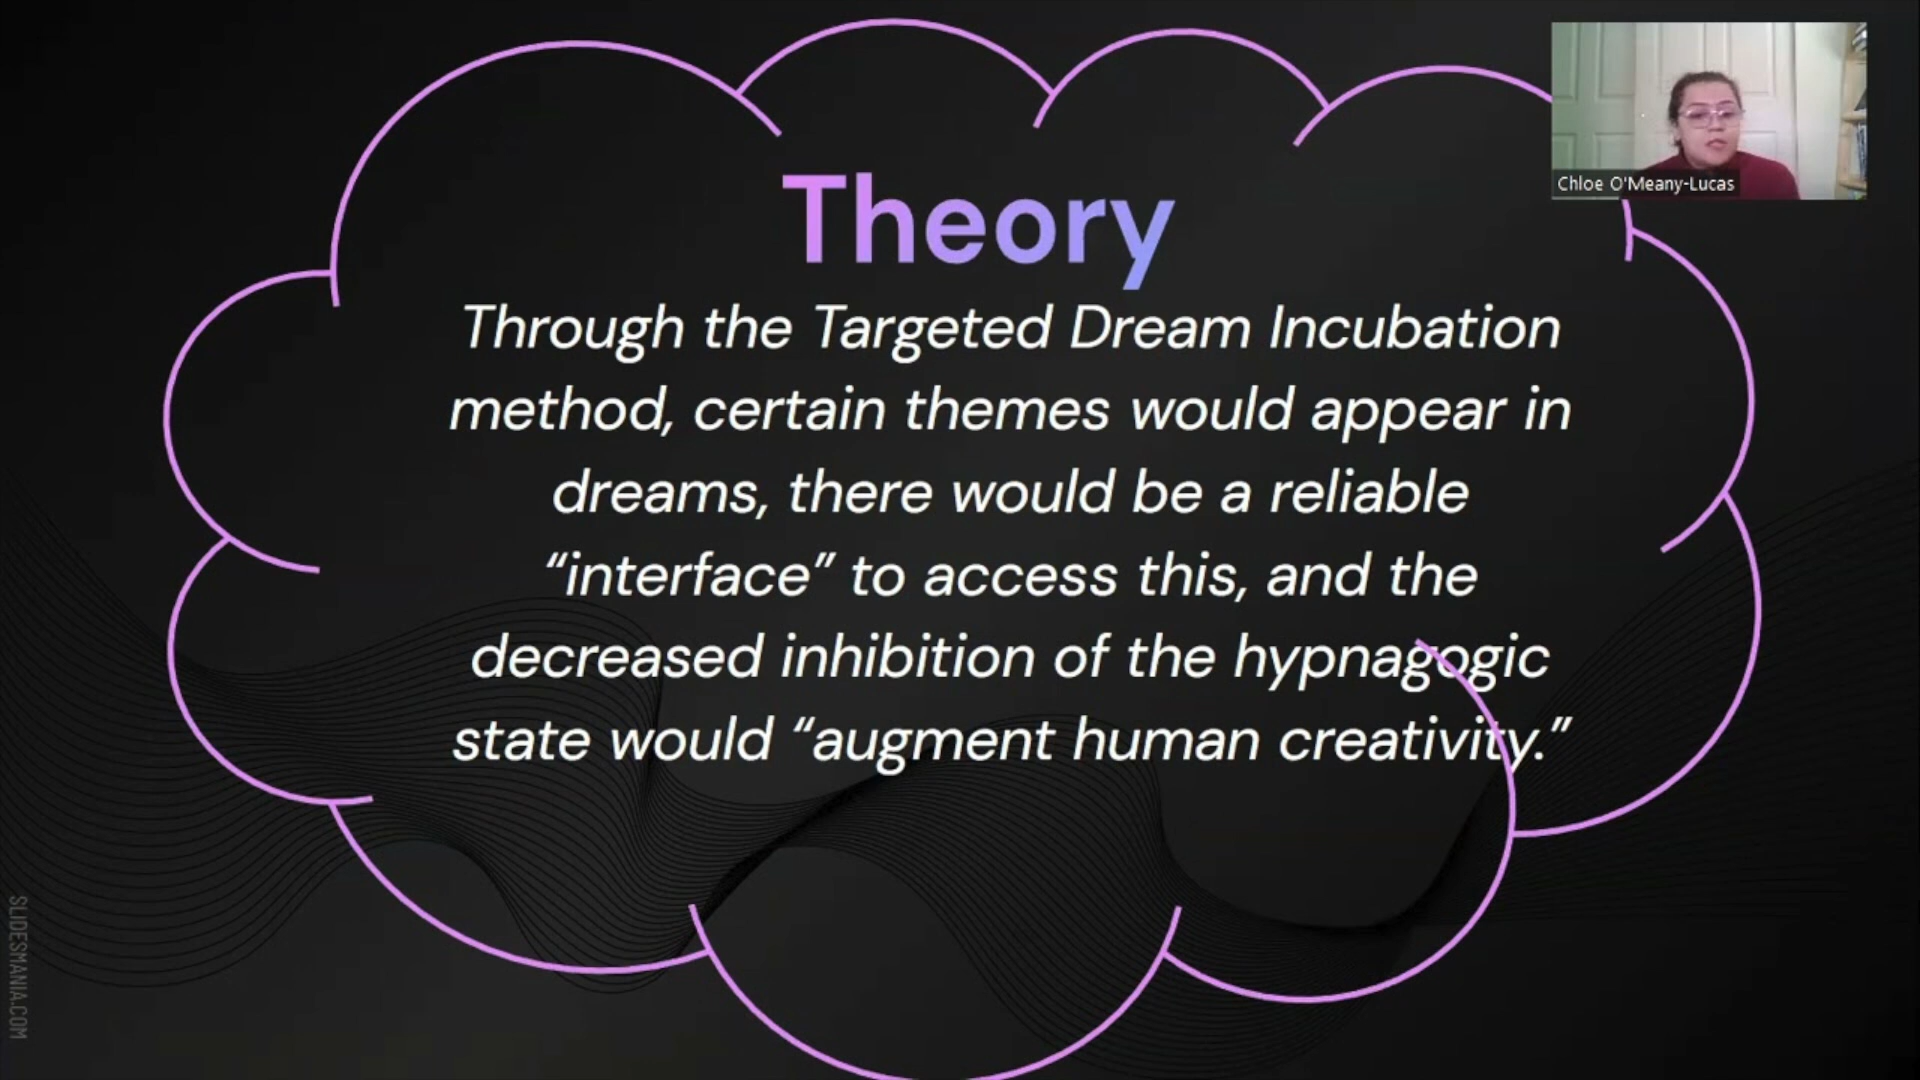 Chloe O'Meany-Lucas
Theory
Through the Targeted Dream Incubation
method, certain themes would appear in
dreams, there would be a reliable
“interface” to access this, and the
decreased inhibition of the hypnagogic
state would “augment human creativity.”
SLIDESMANIA.COM